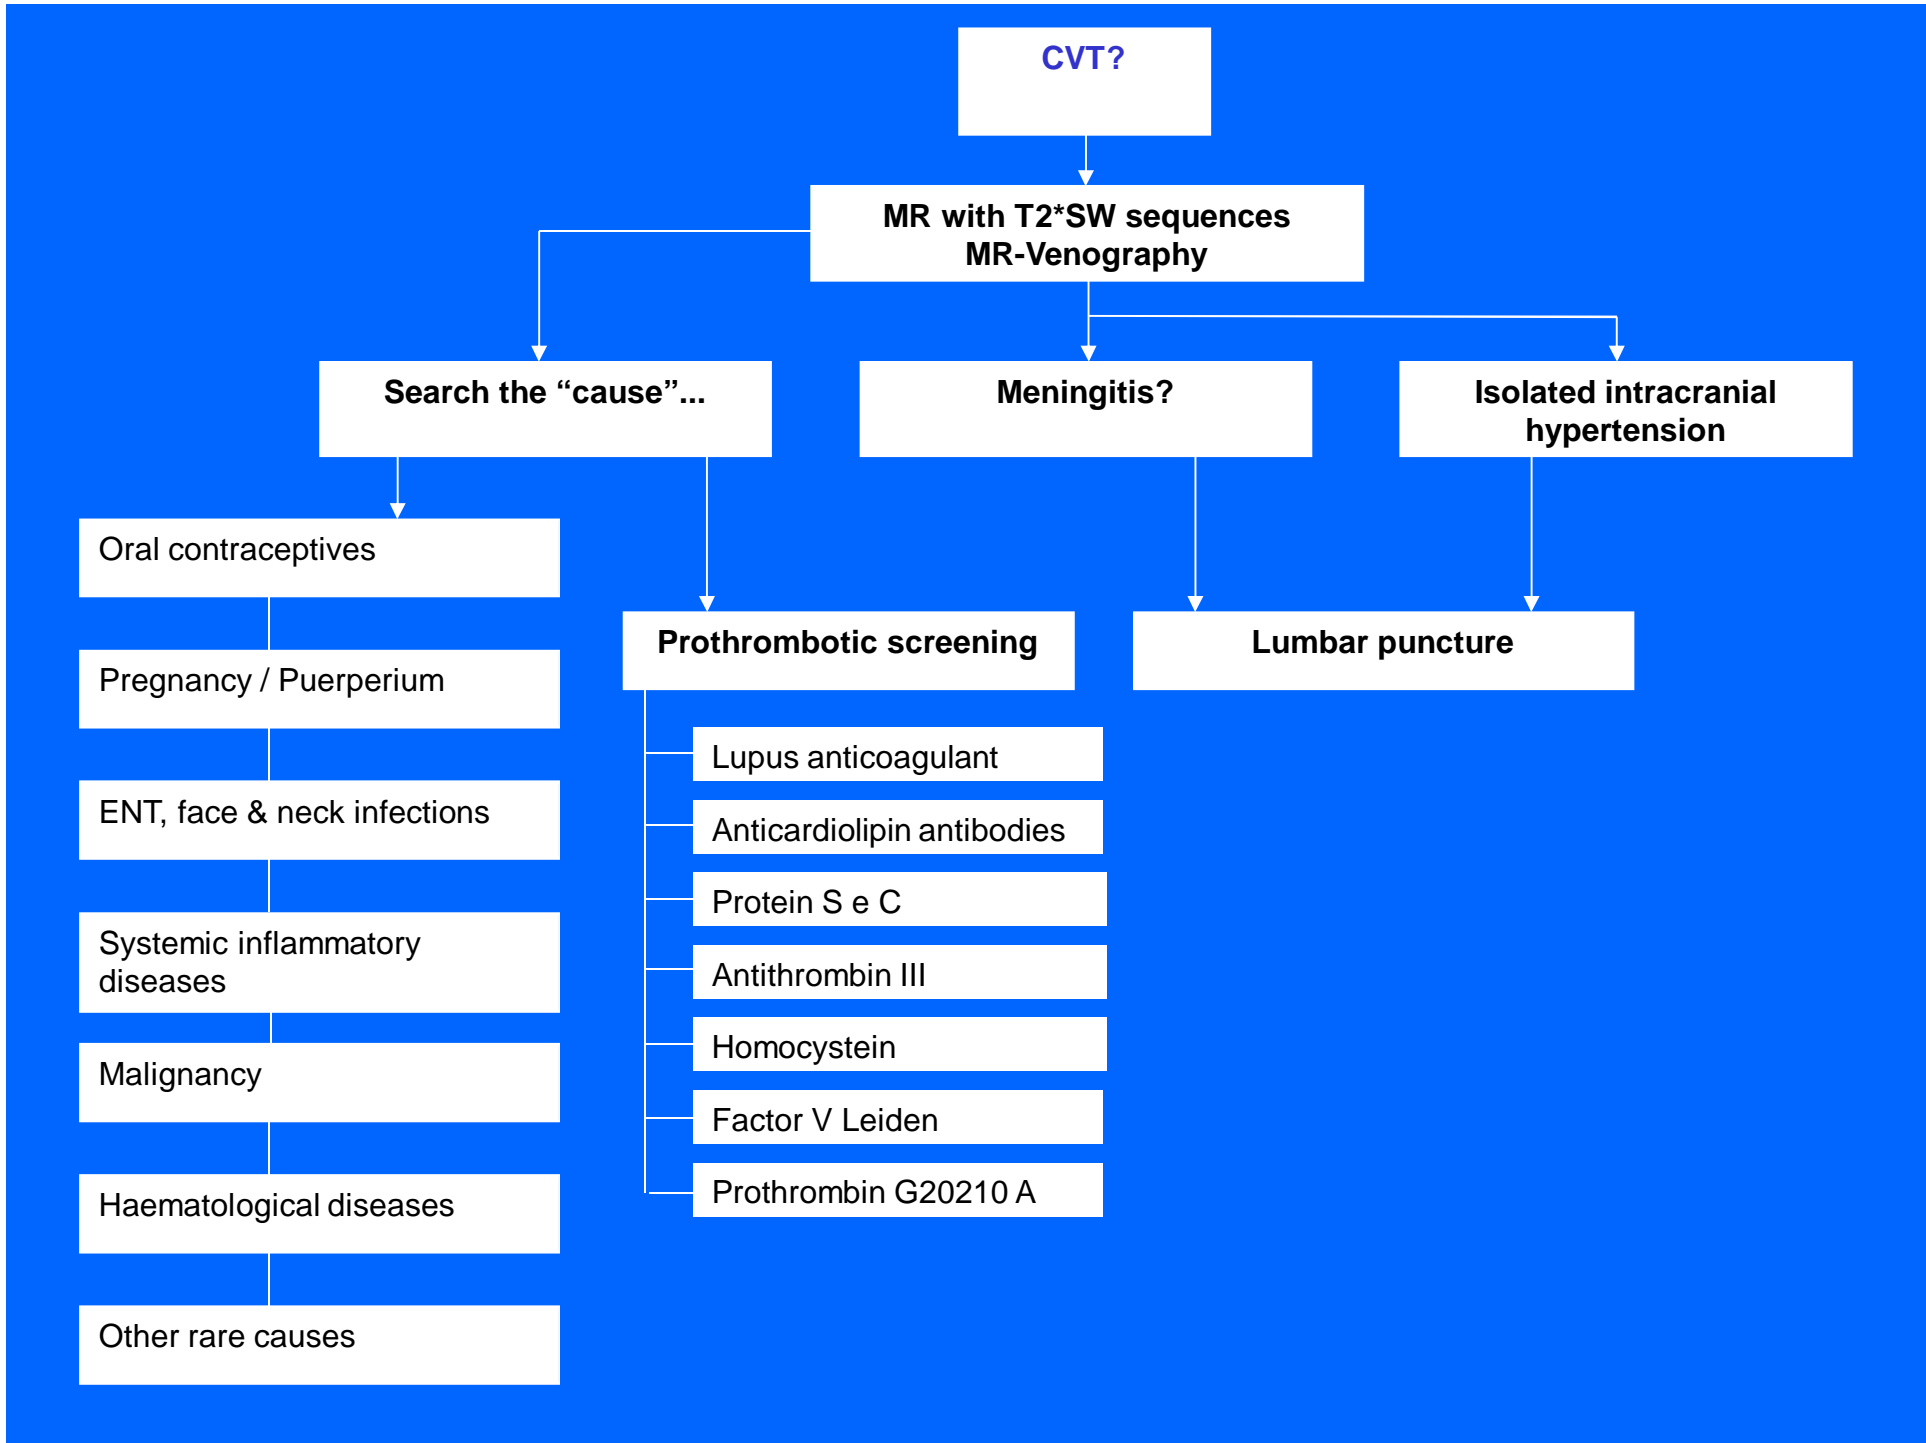 CVT?
MR with T2*SW sequences
MR-Venography
Search the “cause”...
Meningitis?
Isolated intracranial
hypertension
Oral contraceptives
Pregnancy / Puerperium
ENT, face & neck infections
Systemic inflammatory
diseases
Malignancy
Haematological diseases
Other rare causes
Prothrombotic screening
Lupus anticoagulant
Anticardiolipin antibodies
Protein S e C
Antithrombin III
Homocystein
Factor V Leiden
Prothrombin G20210 A
Lumbar puncture